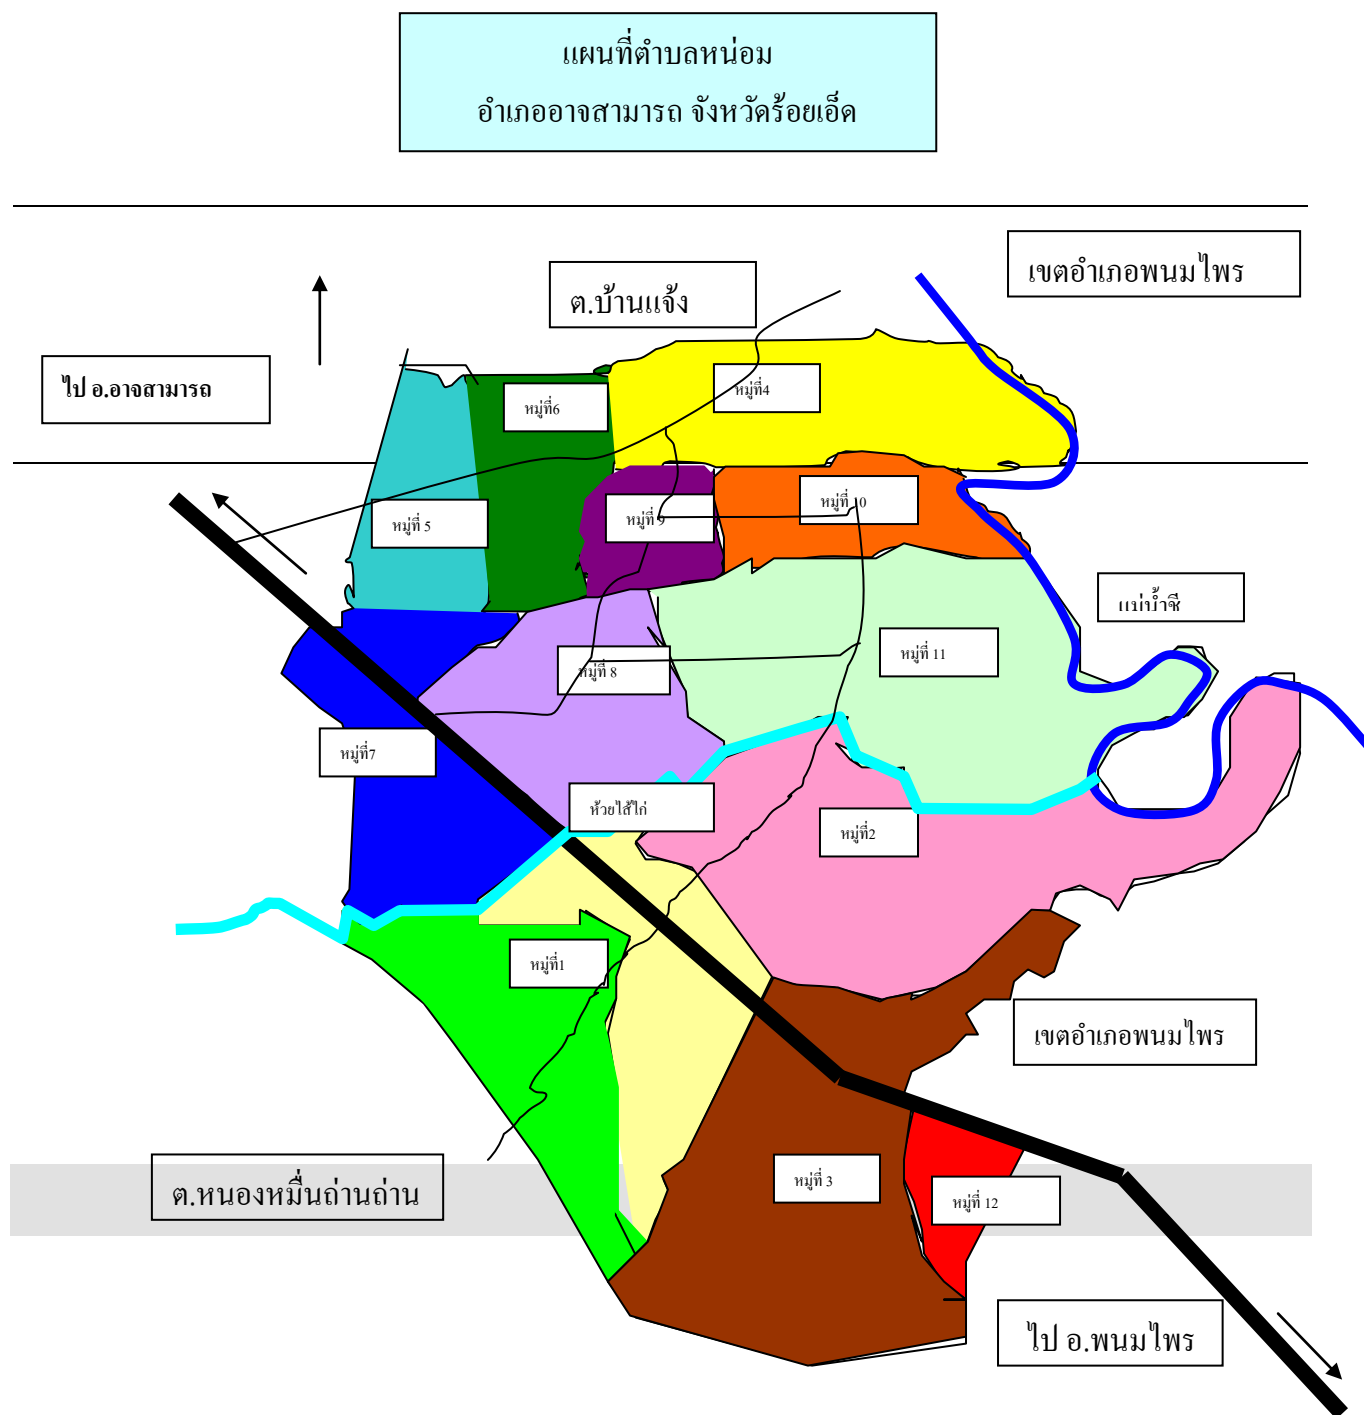 แผนที่ตำบลหน่อม
อำเภออาจสามารถ จังหวัดร้อยเอ็ด
เขตอำเภอพนมไพร
ต.บ้านแจ้ง
ไป อ.อาจสามารถ
หมู่ที่4
หมู่ที่6
หมู่ที่ 10
หมู่ที่ 9
หมู่ที่ 5
แม่น้ำชี
หมู่ที่ 11
หมู่ที่ 8
หมู่ที่7
ห้วยไส้ไก่
หมู่ที่2
หมู่ที่1
เขตอำเภอพนมไพร
หมู่ที่ 3
ต.หนองหมื่นถ่านถ่าน
หมู่ที่ 12
ไป อ.พนมไพร